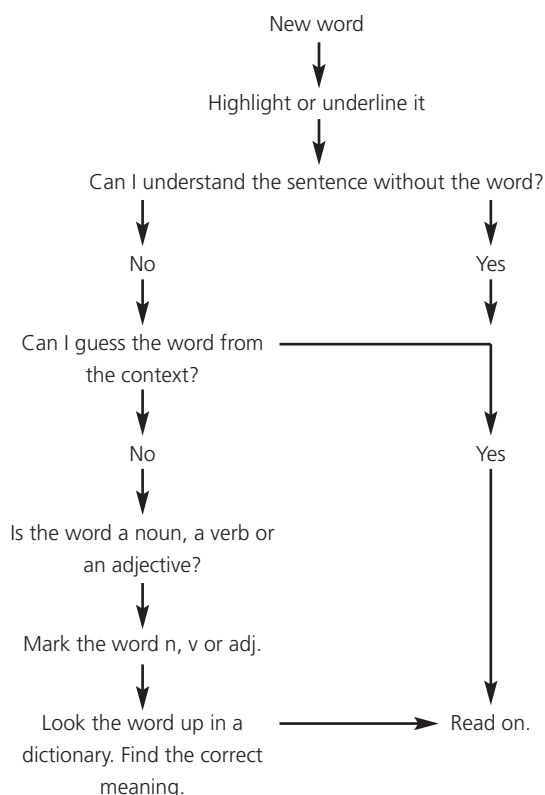 New word
Highlight or underline it
Can I understand the sentence without the word?
No
Yes
Can I guess the word from
the context?
No
Yes
Is the word a noun, a verb or
an adjective?
Mark the word n, v or adj.
Look the word up in a
dictionary. Find the correct
meaning.
Read on.